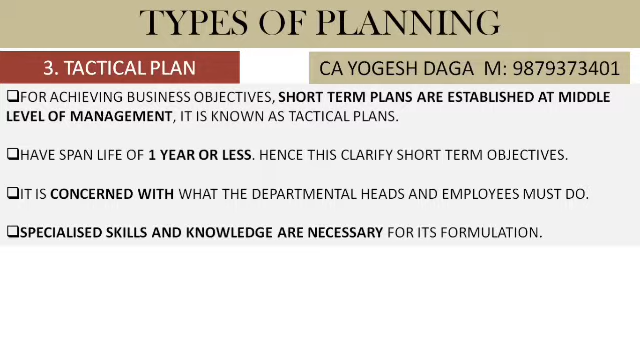 TYPES OF PLANNING
3. TACTICAL PLAN
CA YOGESH DAGA M: 9879373401
❑FOR ACHIEVING BUSINESS OBJECTIVES, SHORT TERM PLANS ARE ESTABLISHED AT MIDDLE
LEVEL OF MANAGEMENT, IT IS KNOWN AS TACTICAL PLANS.
❑HAVE SPAN LIFE OF 1 YEAR OR LESS. HENCE THIS CLARIFY SHORT TERM OBJECTIVES.
❑IT IS CONCERNED WITH WHAT THE DEPARTMENTAL HEADS AND EMPLOYEES MUST DO.
❑SPECIALISED SKILLS AND KNOWLEDGE ARE NECESSARY FOR ITS FORMULATION.